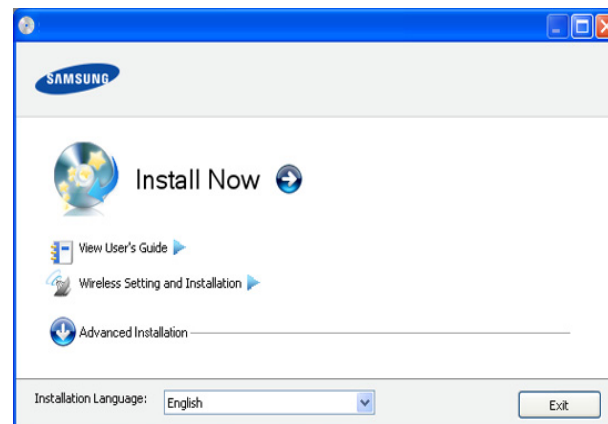 SAMSUNG
Install Now
View User's Guide
Wireless Setting and Installation
Advanced Installation
Installation Language: English Exit